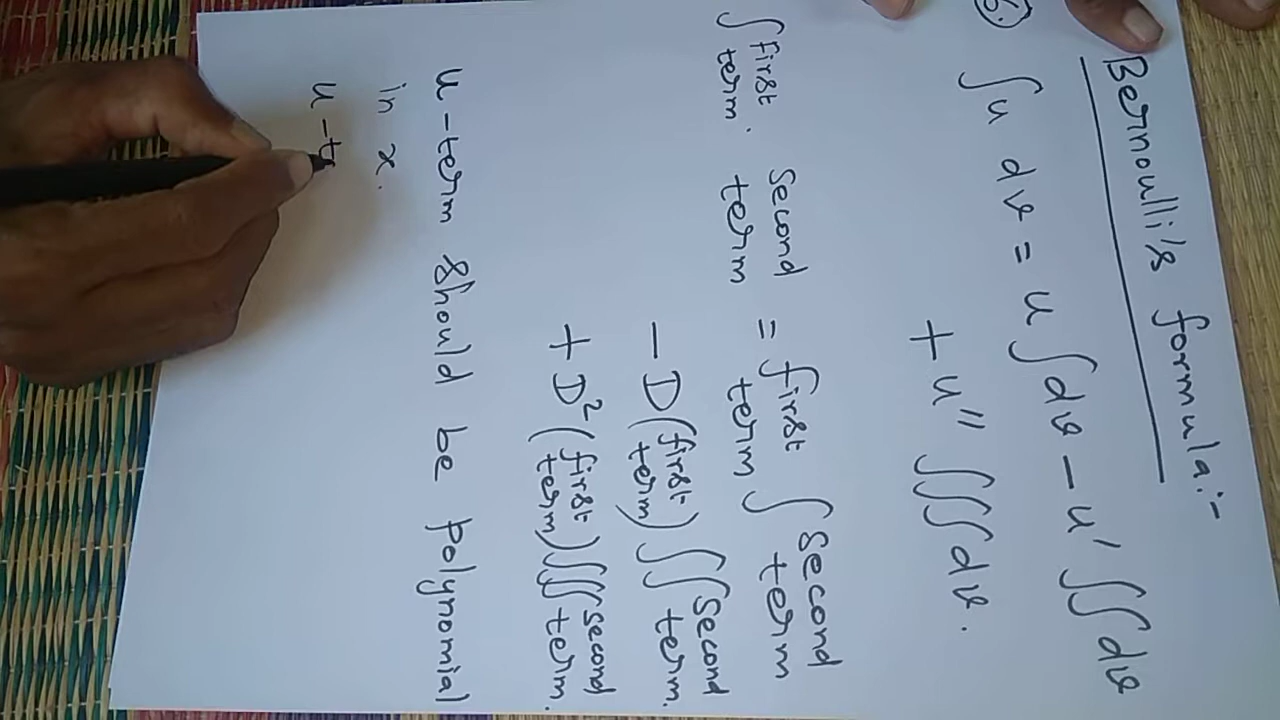 Bernoulli's formula:-
6. ∫u dv = u∫dv - u'∫∫dv
+ u''∫∫∫dv.
∫ first term. Second term = first term ∫ Second term
- D(first term) ∫∫ Second term.
+ D²(first term) ∫∫∫ Second term.
u-term should be polynomial
in x.
u-t